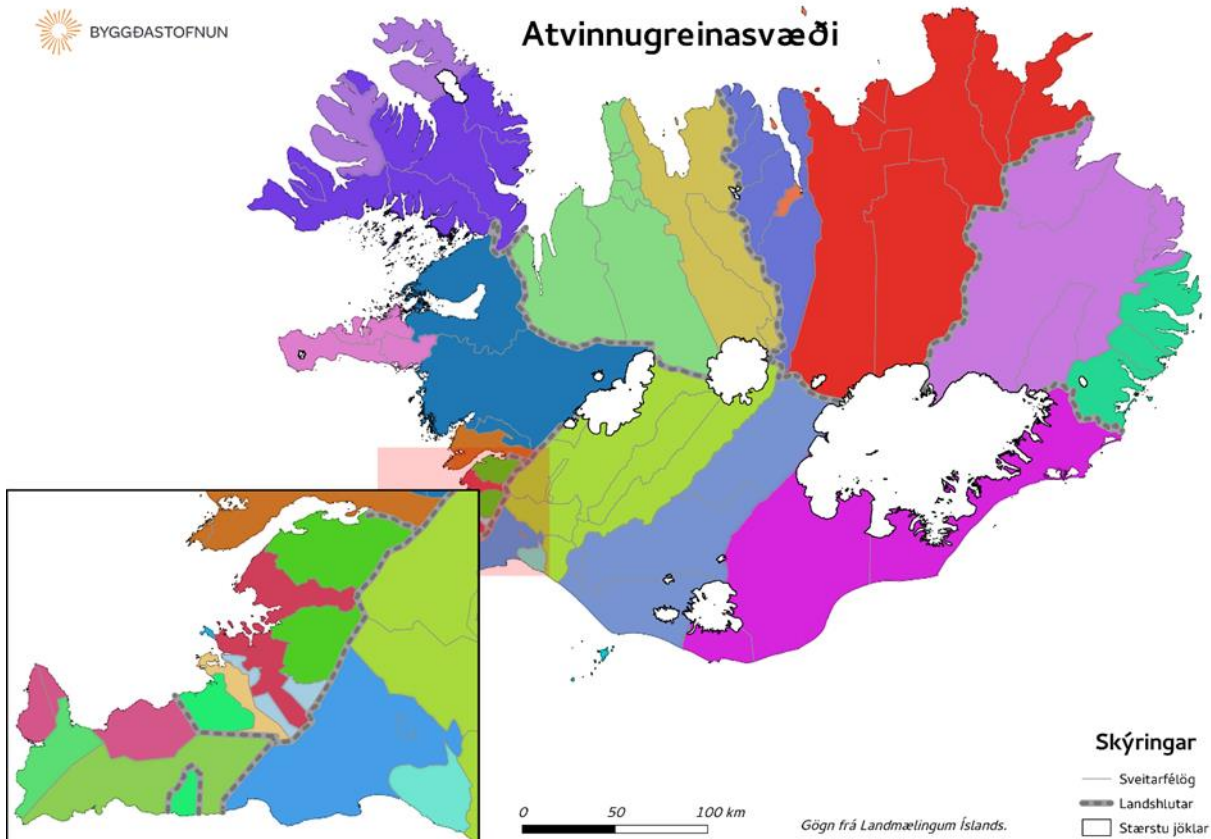 BYGGÐASTOFNUN
Atvinnugreinasvæði
Skýringar
Sveitarfélög
Landshlutar
Stærstu jöklar
0 50 100 km
Gögn frá Landmælingum Íslands.